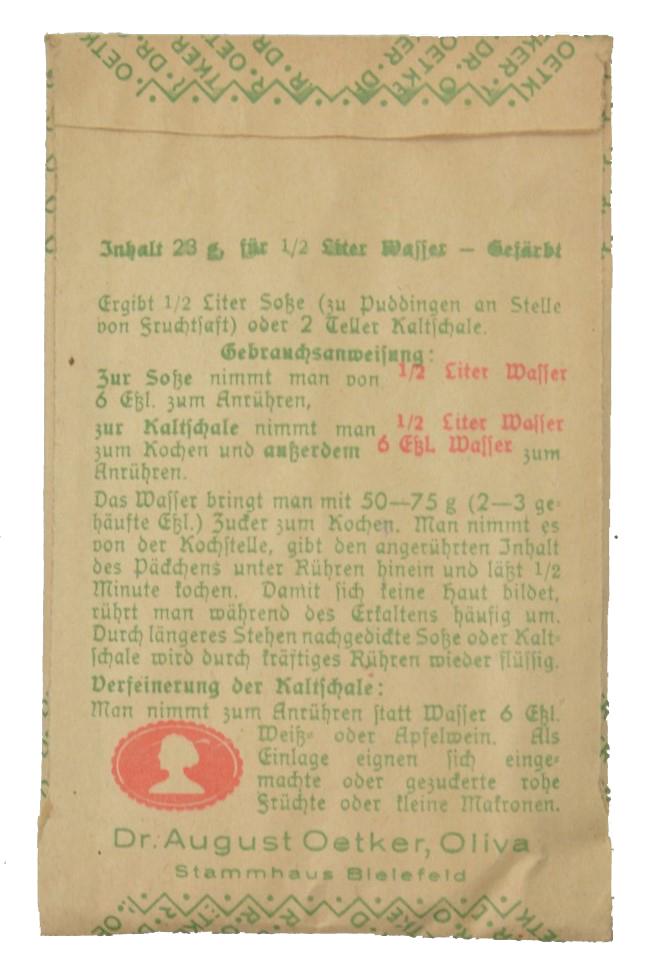 Inhalt 23 g, für 1/2 Liter Wasser – Gefärbt
Ergibt 1/2 Liter Soße (zu Puddingen an Stelle
von Fruchtsaft) oder 2 Teller Kaltschale.
Gebrauchsanweisung:
Zur Soße nimmt man von 1/2 Liter Wasser
6 Eßl. zum Anrühren,
zur Kaltschale nimmt man 1/2 Liter Wasser
zum Kochen und außerdem 6 Eßl. Wasser zum
Anrühren.
Das Wasser bringt man mit 50—75 g (2—3 ge-
häufte Eßl.) Zucker zum Kochen. Man nimmt es
von der Kochstelle, gibt den angerührten Inhalt
des Päckchens unter Rühren hinein und läßt 1/2
Minute kochen. Damit sich keine Haut bildet,
rührt man während des Erkaltens häufig um.
Durch längeres Stehen nachgedickte Soße oder Kalt-
schale wird durch kräftiges Rühren wieder flüssig.
Verfeinerung der Kaltschale:
Man nimmt zum Anrühren statt Wasser 6 Eßl.
Weiß- oder Apfelwein. Als
Einlage eignen sich einge-
machte oder gezuckerte rohe
Früchte oder kleine Makronen.
Dr. August Oetker, Oliva
Stammhaus Bielefeld